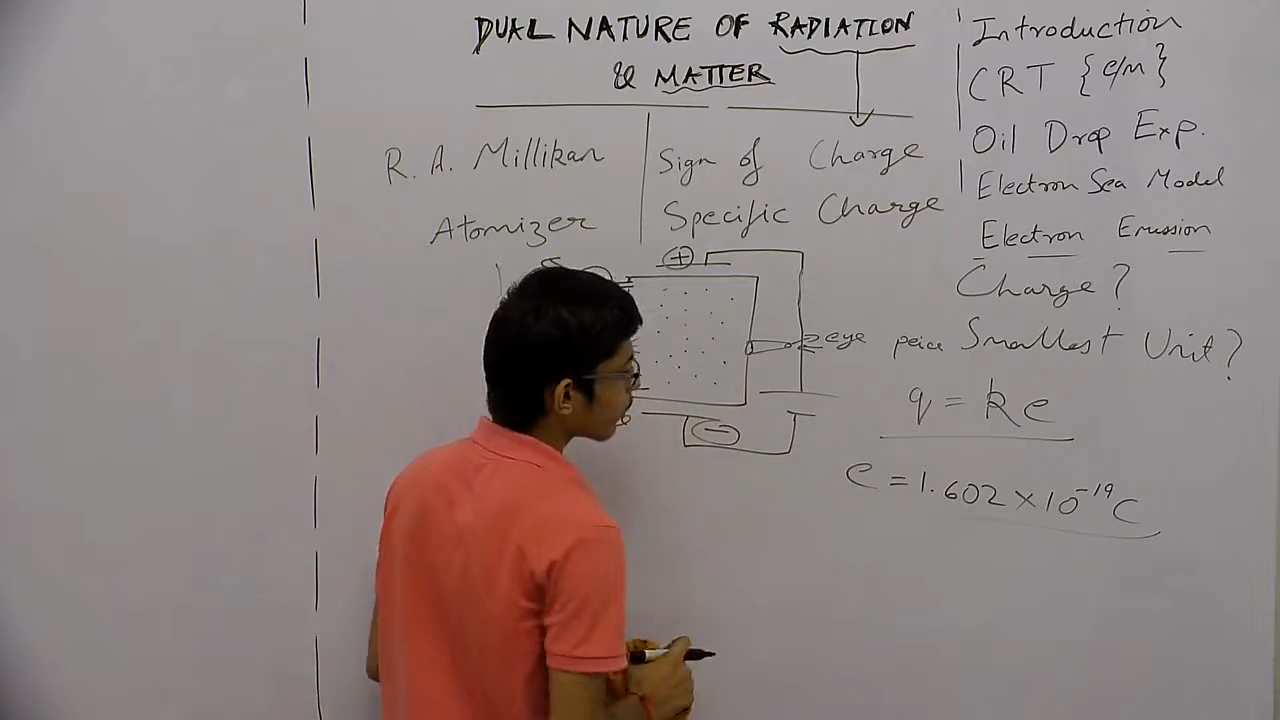 DUAL NATURE OF RADIATION
& MATTER
R. A. Millikan
Atomizer
Sign of Charge
Specific Charge
+
eye peice
−
Introduction
CRT {e/m}
Oil Drop Exp.
Electron Sea Model
Electron Emission
Charge?
Smallest Unit?
q = ke
e = 1.602 × 10⁻¹⁹ C